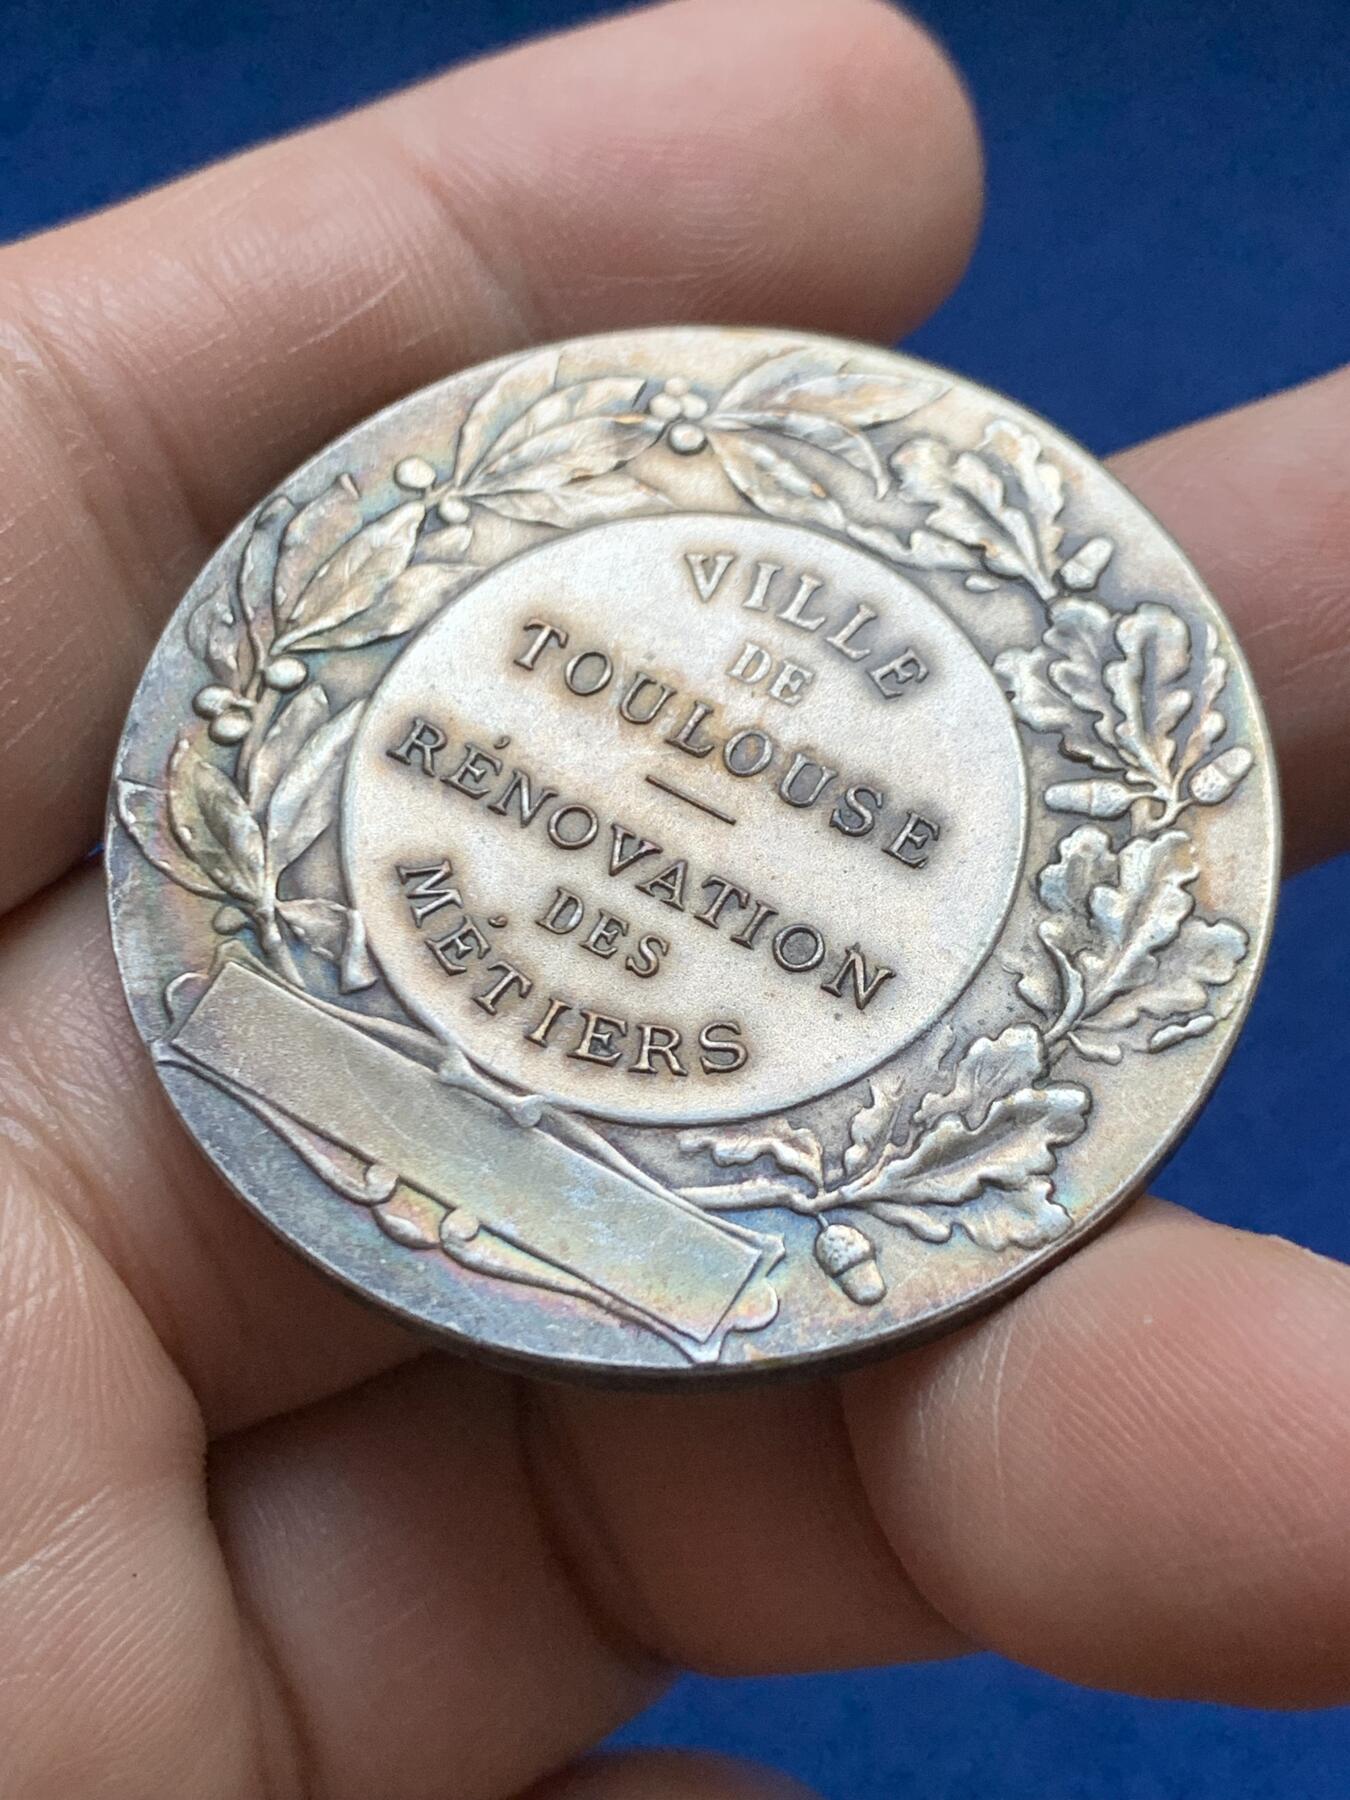 VILLE
DE
TOULOUSE
RÉNOVATION
DES
MÉTIERS